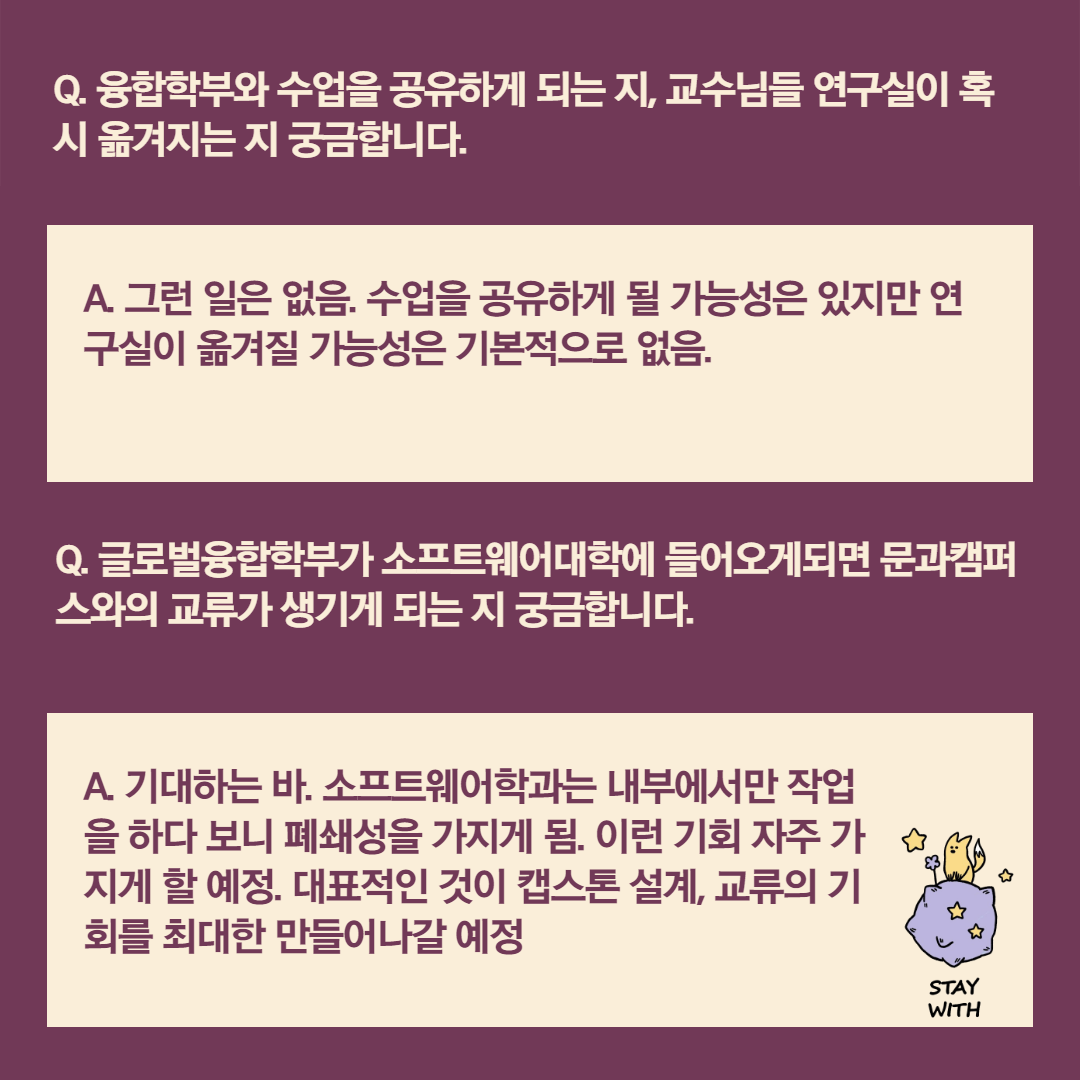 Q. 융합학부와 수업을 공유하게 되는 지, 교수님들 연구실이 혹
시 옮겨지는 지 궁금합니다.
A. 그런 일은 없음. 수업을 공유하게 될 가능성은 있지만 연
구실이 옮겨질 가능성은 기본적으로 없음.
Q. 글로벌융합학부가 소프트웨어대학에 들어오게되면 문과캠퍼
스와의 교류가 생기게 되는 지 궁금합니다.
A. 기대하는 바. 소프트웨어학과는 내부에서만 작업
을 하다 보니 폐쇄성을 가지게 됨. 이런 기회 자주 가
지게 할 예정. 대표적인 것이 캡스톤 설계, 교류의 기
회를 최대한 만들어나갈 예정
STAY
WITH